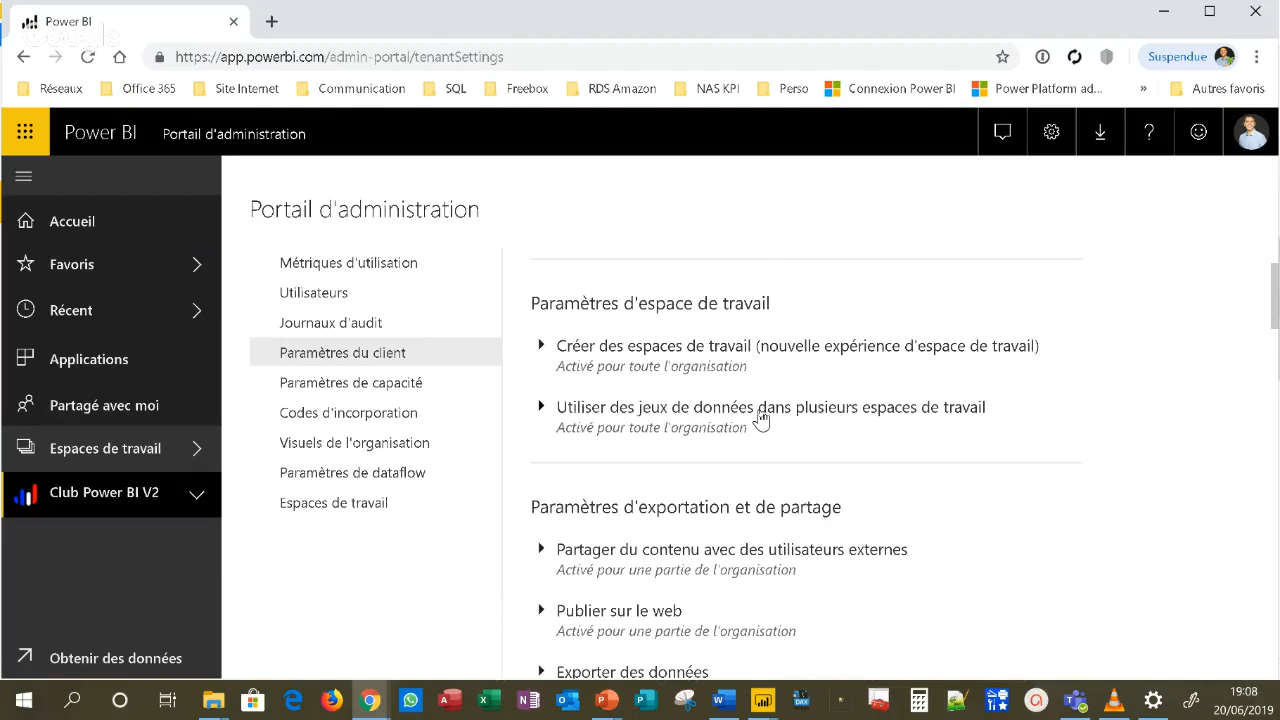 Power BI
https://app.powerbi.com/admin-portal/tenantSettings
Suspendue
Réseaux
Office 365
Site Internet
Communication
SQL
Freebox
RDS Amazon
NAS KPI
Perso
Connexion Power BI
Power Platform ad...
»
Autres favoris
Power BI
Portail d'administration
Accueil
Favoris
Récent
Applications
Partagé avec moi
Espaces de travail
Club Power BI V2
Obtenir des données
Portail d'administration
Métriques d'utilisation
Utilisateurs
Journaux d'audit
Paramètres du client
Paramètres de capacité
Codes d'incorporation
Visuels de l'organisation
Paramètres de dataflow
Espaces de travail
Paramètres d'espace de travail
Créer des espaces de travail (nouvelle expérience d'espace de travail)
Activé pour toute l'organisation
Utiliser des jeux de données dans plusieurs espaces de travail
Activé pour toute l'organisation
Paramètres d'exportation et de partage
Partager du contenu avec des utilisateurs externes
Activé pour une partie de l'organisation
Publier sur le web
Activé pour une partie de l'organisation
Exporter des données
19:08
20/06/2019